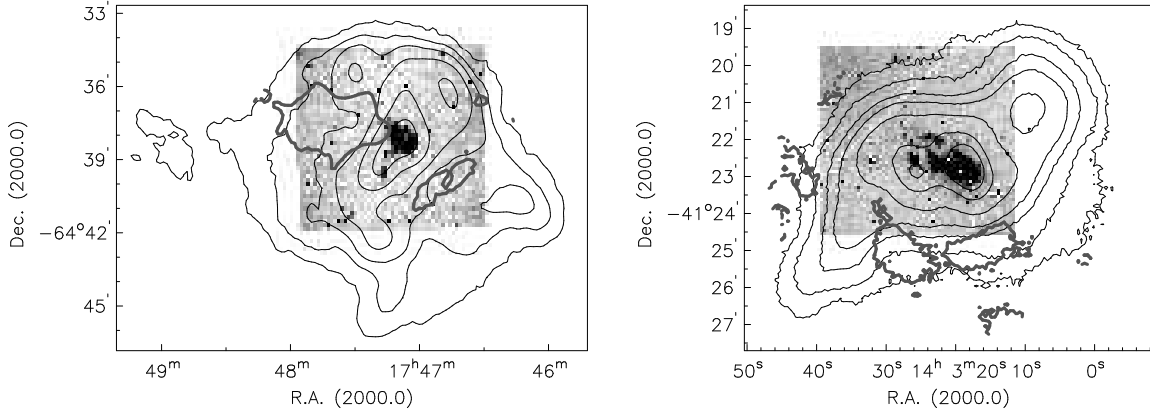 33'
36'
39'
−64°42'
45'
Dec. (2000.0)
49ᵐ 48ᵐ 17ʰ47ᵐ 46ᵐ
R.A. (2000.0)
19'
20'
21'
22'
23'
−41°24'
25'
26'
27'
Dec. (2000.0)
50ˢ 40ˢ 30ˢ 14ʰ 3ᵐ20ˢ 10ˢ 0ˢ
R.A. (2000.0)